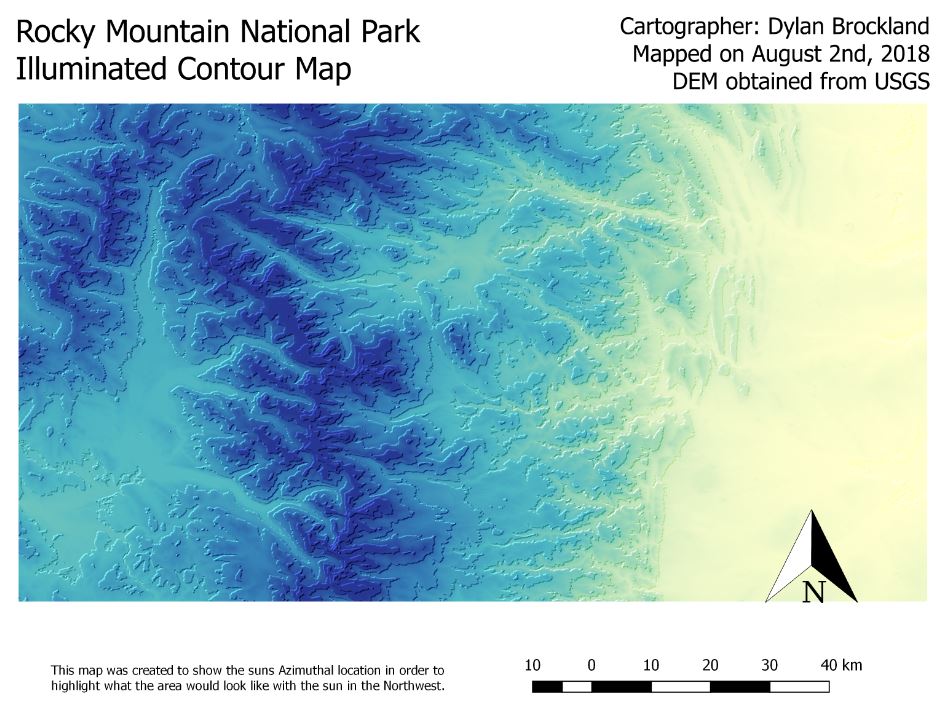 Rocky Mountain National Park
Illuminated Contour Map
Cartographer: Dylan Brockland
Mapped on August 2nd, 2018
DEM obtained from USGS
N
This map was created to show the suns Azimuthal location in order to
highlight what the area would look like with the sun in the Northwest.
10 0 10 20 30 40 km